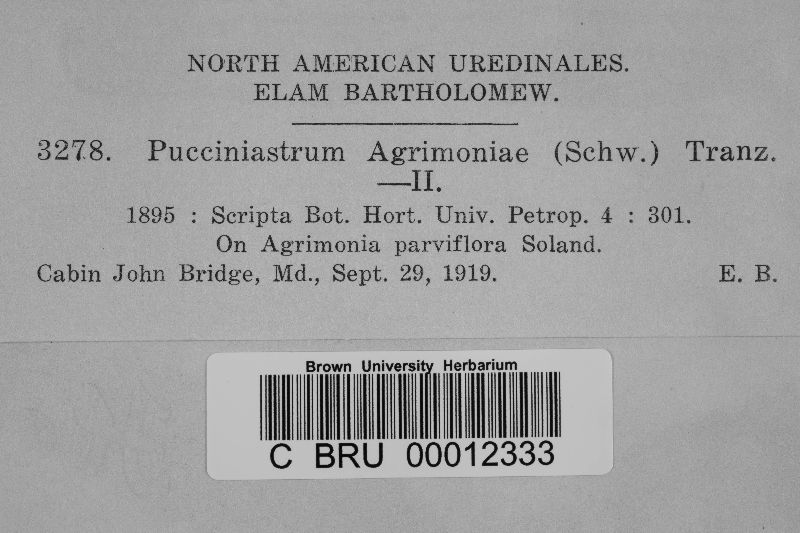 NORTH AMERICAN UREDINALES.
ELAM BARTHOLOMEW.
3278. Pucciniastrum Agrimoniae (Schw.) Tranz.
—II.
1895 : Scripta Bot. Hort. Univ. Petrop. 4 : 301.
On Agrimonia parviflora Soland.
Cabin John Bridge, Md., Sept. 29, 1919. E. B.
Brown University Herbarium
C BRU 00012333